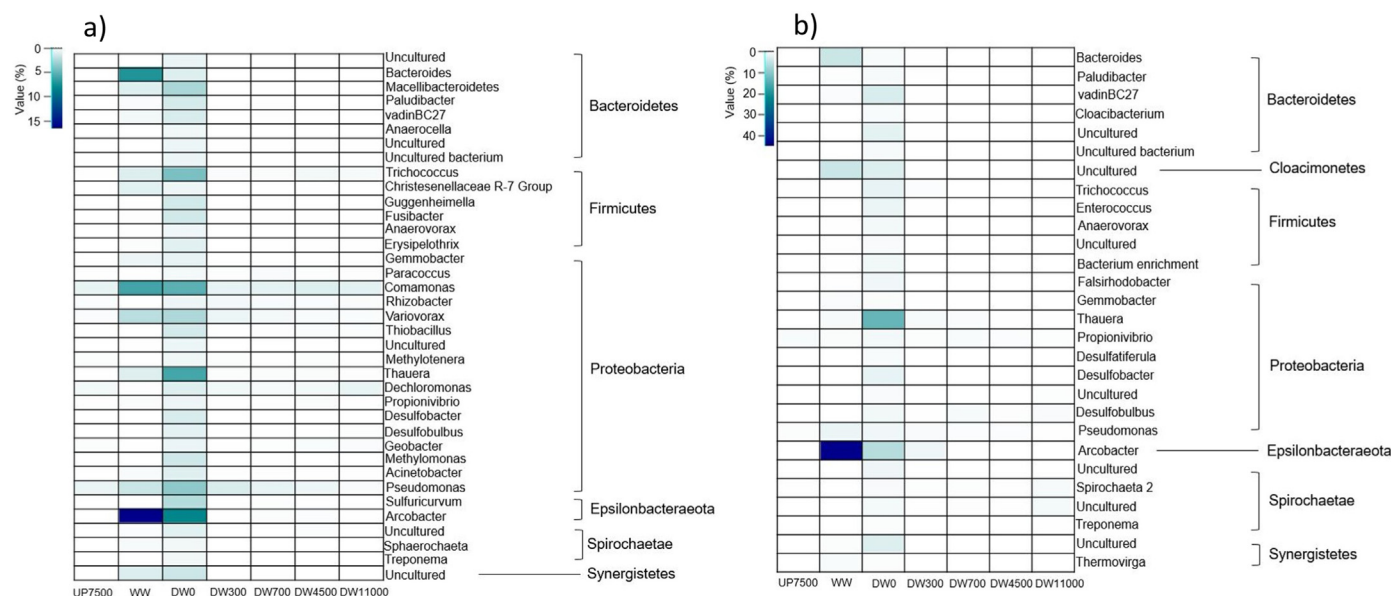 a)
0
5
10
15
Value (%)
Uncultured
Bacteroides
Macellibacteroidetes
Paludibacter
vadinBC27
Anaerocella
Uncultured
Uncultured bacterium
Trichococcus
Christesenellaceae R-7 Group
Guggenheimella
Fusibacter
Anaerovorax
Erysipelothrix
Gemmobacter
Paracoccus
Comamonas
Rhizobacter
Variovorax
Thiobacillus
Uncultured
Methylotenera
Thauera
Dechloromonas
Propionivibrio
Desulfobacter
Desulfobulbus
Geobacter
Methylomonas
Acinetobacter
Pseudomonas
Sulfuricurvum
Arcobacter
Uncultured
Sphaerochaeta
Treponema
Uncultured
Bacteroidetes
Firmicutes
Proteobacteria
Epsilonbacteraeota
Spirochaetae
Synergistetes
UP7500 WW DW0 DW300 DW700 DW4500 DW11000
b)
0
10
20
30
40
Value (%)
Bacteroides
Paludibacter
vadinBC27
Cloacibacterium
Uncultured
Uncultured bacterium
Uncultured
Trichococcus
Enterococcus
Anaerovorax
Uncultured
Bacterium enrichment
Falsirhodobacter
Gemmobacter
Thauera
Propionivibrio
Desulfatiferula
Desulfobacter
Uncultured
Desulfobulbus
Pseudomonas
Arcobacter
Uncultured
Spirochaeta 2
Uncultured
Treponema
Uncultured
Thermovirga
Bacteroidetes
Cloacimonetes
Firmicutes
Proteobacteria
Epsilonbacteraeota
Spirochaetae
Synergistetes
UP7500 WW DW0 DW300 DW700 DW4500 DW11000